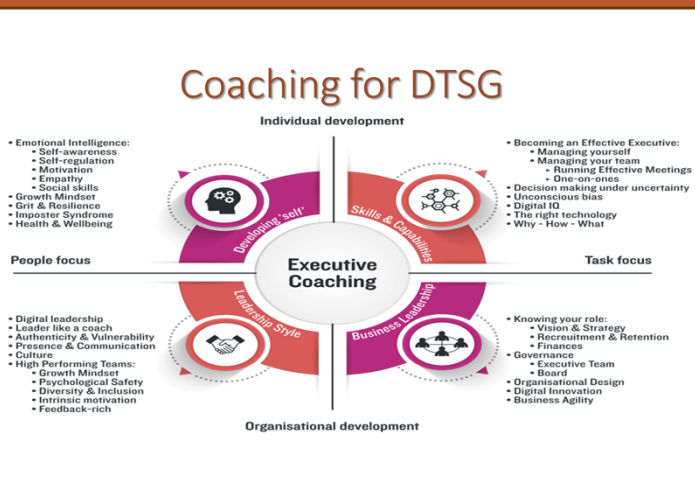 Coaching for DTSG
Individual development
• Emotional Intelligence:
• Self-awareness
• Self-regulation
• Motivation
• Empathy
• Social skills
• Growth Mindset
• Grit & Resilience
• Imposter Syndrome
• Health & Wellbeing
Developing 'self'
Skills & Capabilities
• Becoming an Effective Executive:
• Managing yourself
• Managing your team
▸ Running Effective Meetings
▸ One-on-ones
• Decision making under uncertainty
• Unconscious bias
• Digital IQ
• The right technology
• Why - How - What
People focus
Executive
Coaching
Task focus
• Digital leadership
• Leader like a coach
• Authenticity & Vulnerability
• Presence & Communication
• Culture
• High Performing Teams:
• Growth Mindset
• Psychological Safety
• Diversity & Inclusion
• Intrinsic motivation
• Feedback-rich
Leadership Style
Business Leadership
• Knowing your role:
• Vision & Strategy
• Recreuitment & Retention
• Finances
• Governance
• Executive Team
• Board
• Organisational Design
• Digital Innovation
• Business Agility
Organisational development